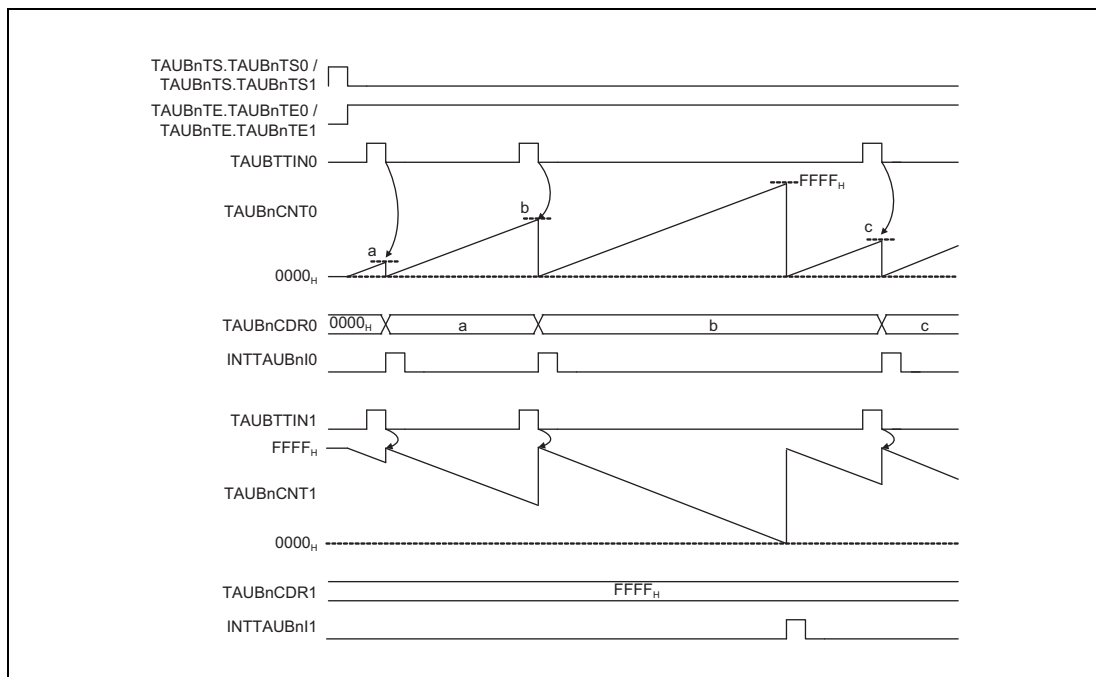 TAUBnTS.TAUBnTS0 /
TAUBnTS.TAUBnTS1
TAUBnTE.TAUBnTE0 /
TAUBnTE.TAUBnTE1
TAUBTTIN0
FFFFH
b
TAUBnCNT0
c
a
0000H
TAUBnCDR0
0000H
a
b
c
INTTAUBnI0
TAUBTTIN1
FFFFH
TAUBnCNT1
0000H
TAUBnCDR1
FFFFH
INTTAUBnI1